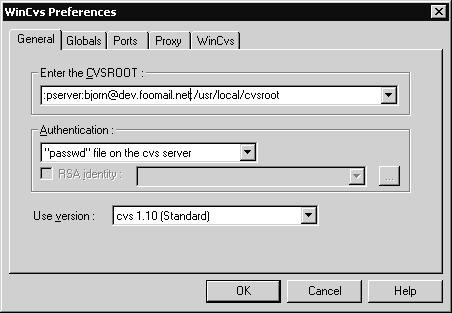 WinCvs Preferences
General Globals Ports Proxy WinCvs
Enter the CVSROOT :
:pserver:bjorn@dev.foomail.net:/usr/local/cvsroot
Authentication :
"passwd" file on the cvs server
RSA identity :
...
Use version : cvs 1.10 (Standard)
OK Cancel Help